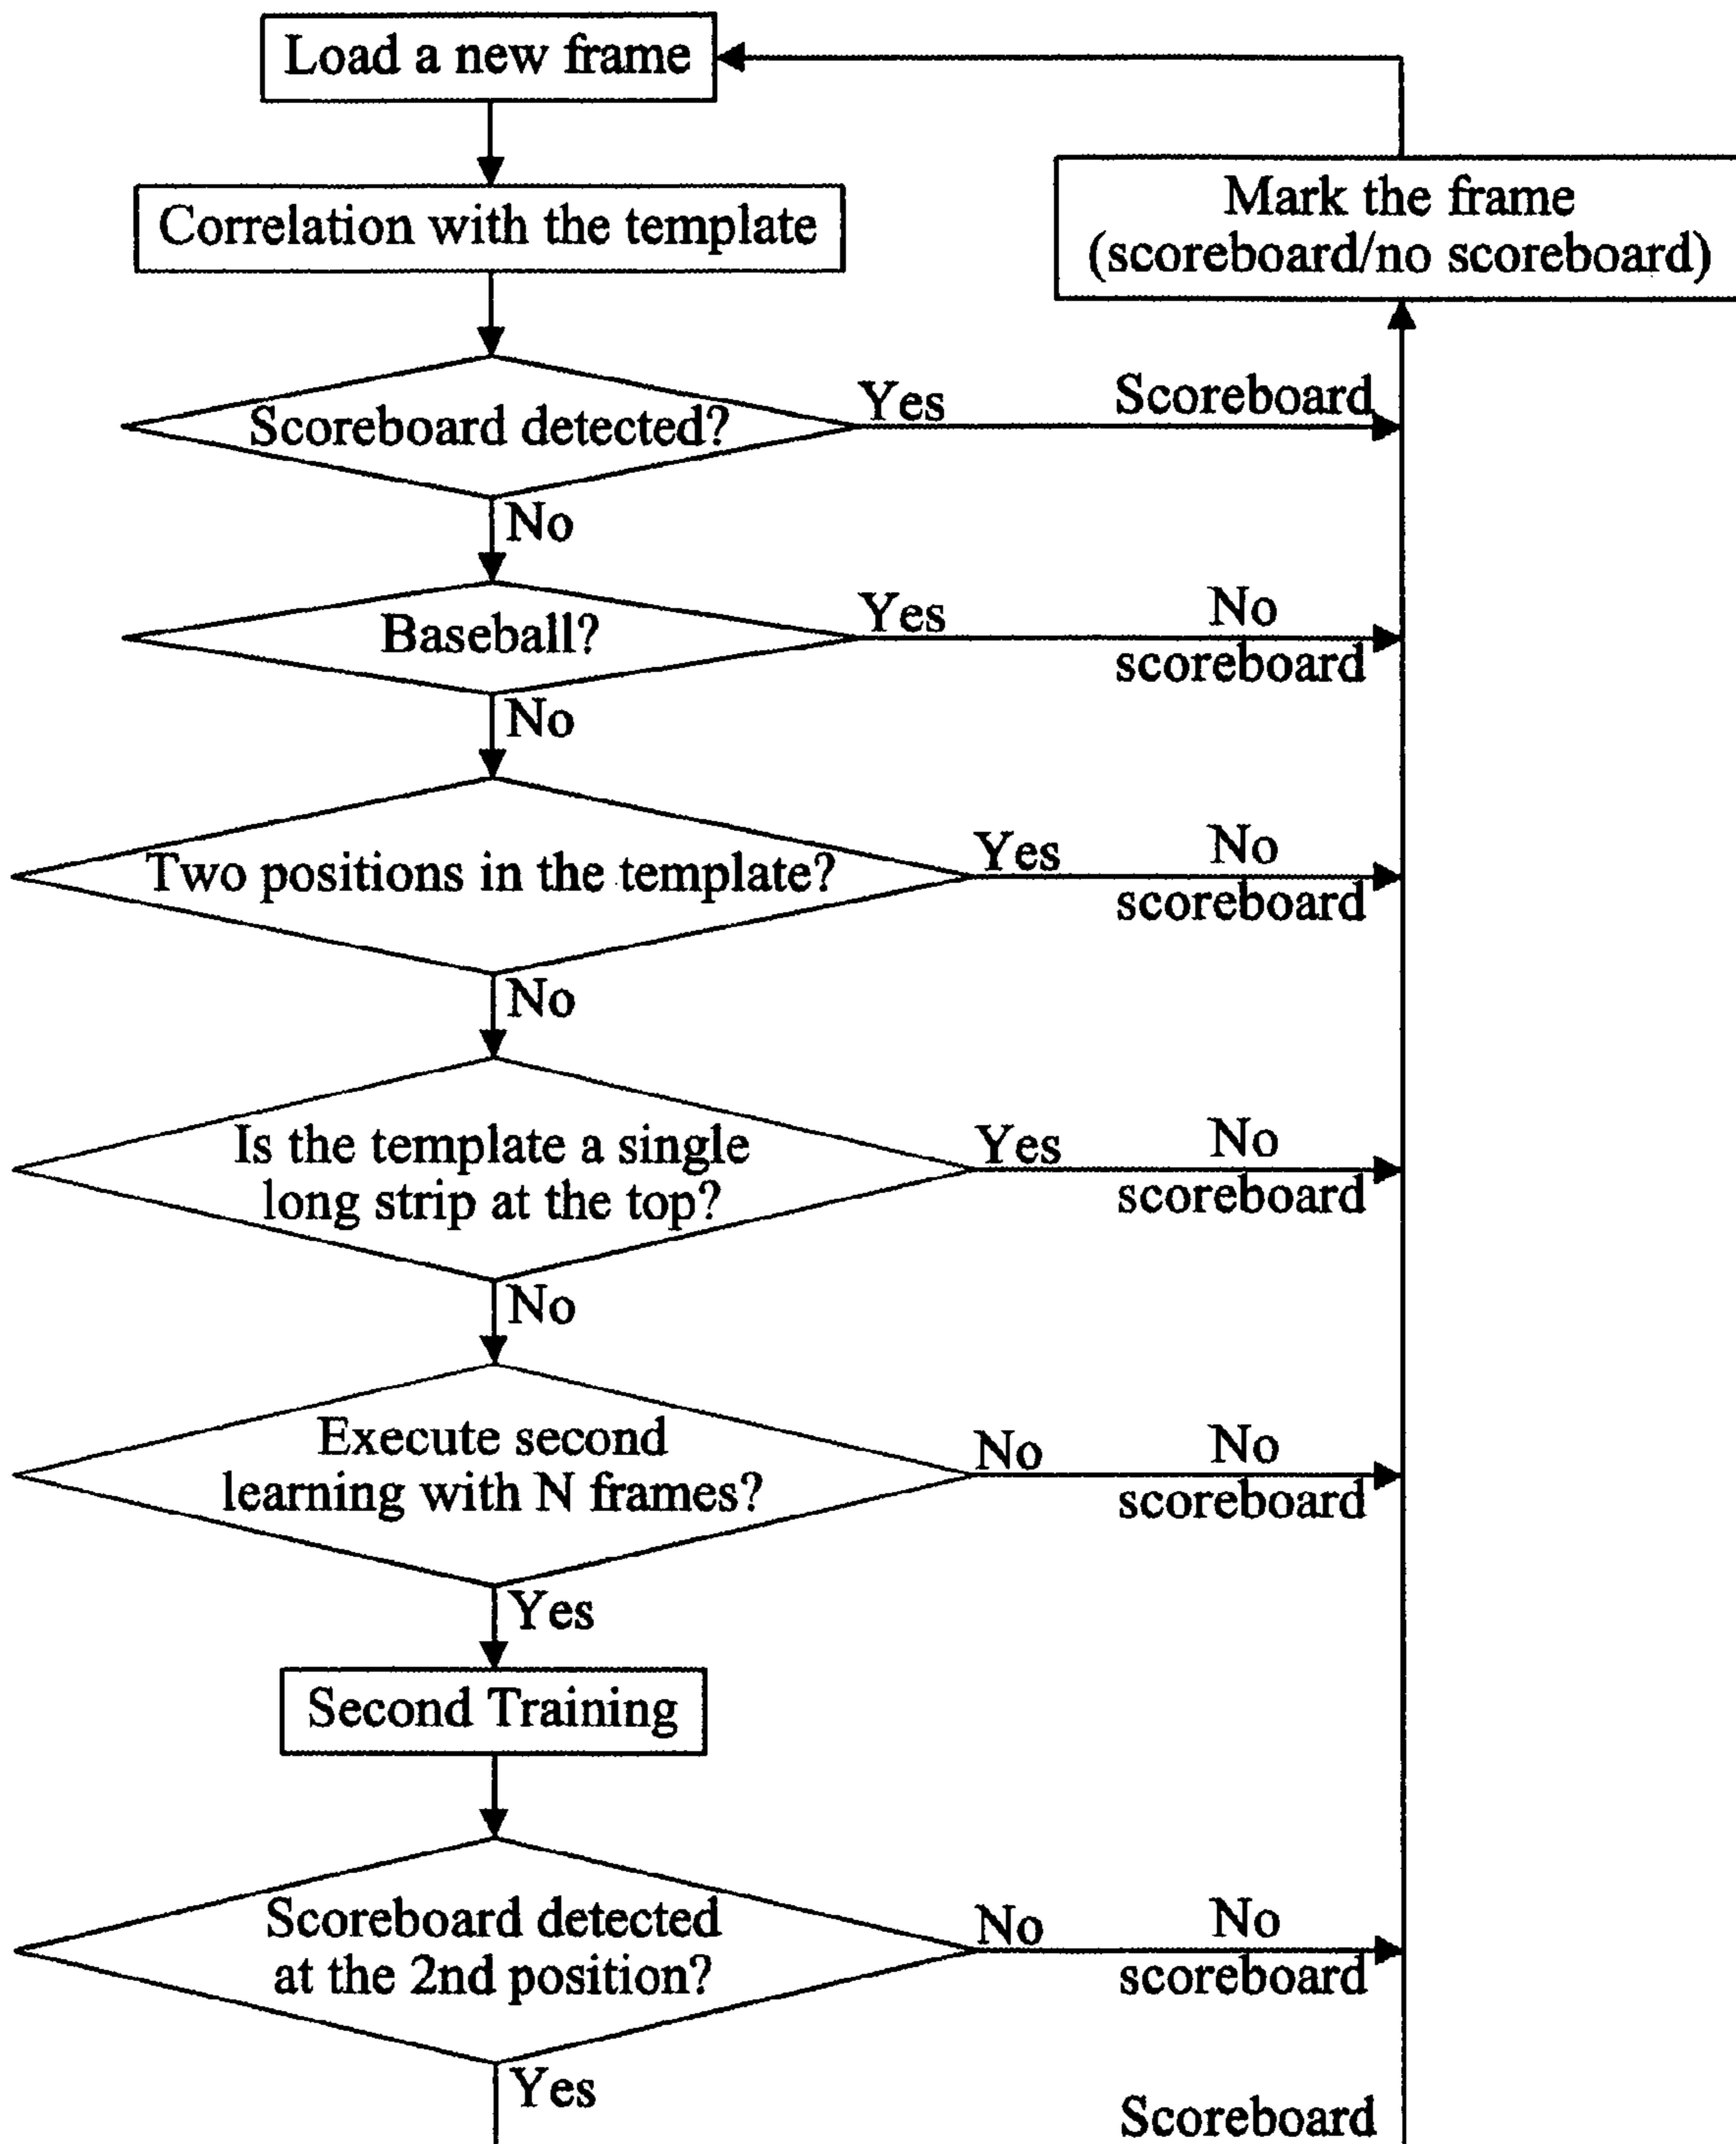 Load a new frame
Correlation with the template
Mark the frame
(scoreboard/no scoreboard)
Scoreboard detected?
Yes
Scoreboard
No
Baseball?
Yes
No
scoreboard
No
Two positions in the template?
Yes
No
scoreboard
No
Is the template a single
long strip at the top?
Yes
No
scoreboard
No
Execute second
learning with N frames?
No
No
scoreboard
Yes
Second Training
Scoreboard detected
at the 2nd position?
No
No
scoreboard
Yes
Scoreboard